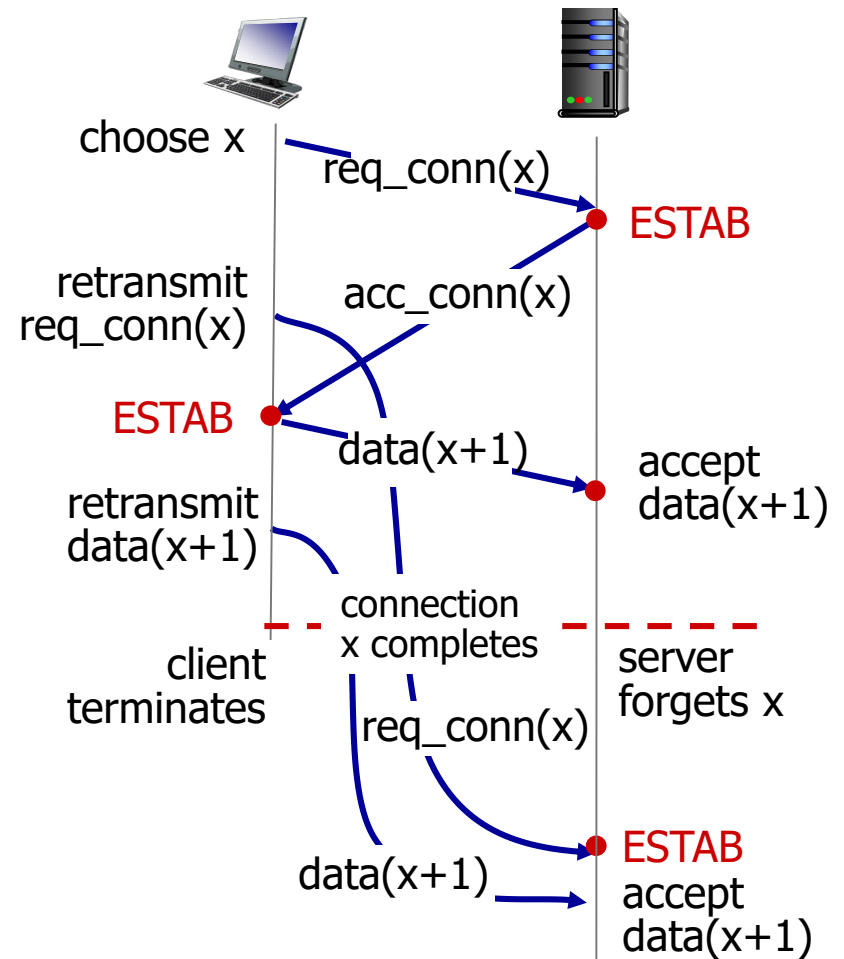 choose x
req_conn(x)
ESTAB
retransmit
req_conn(x)
acc_conn(x)
ESTAB
data(x+1)
accept
data(x+1)
retransmit
data(x+1)
connection
x completes
client
terminates
server
forgets x
req_conn(x)
ESTAB
data(x+1)
accept
data(x+1)